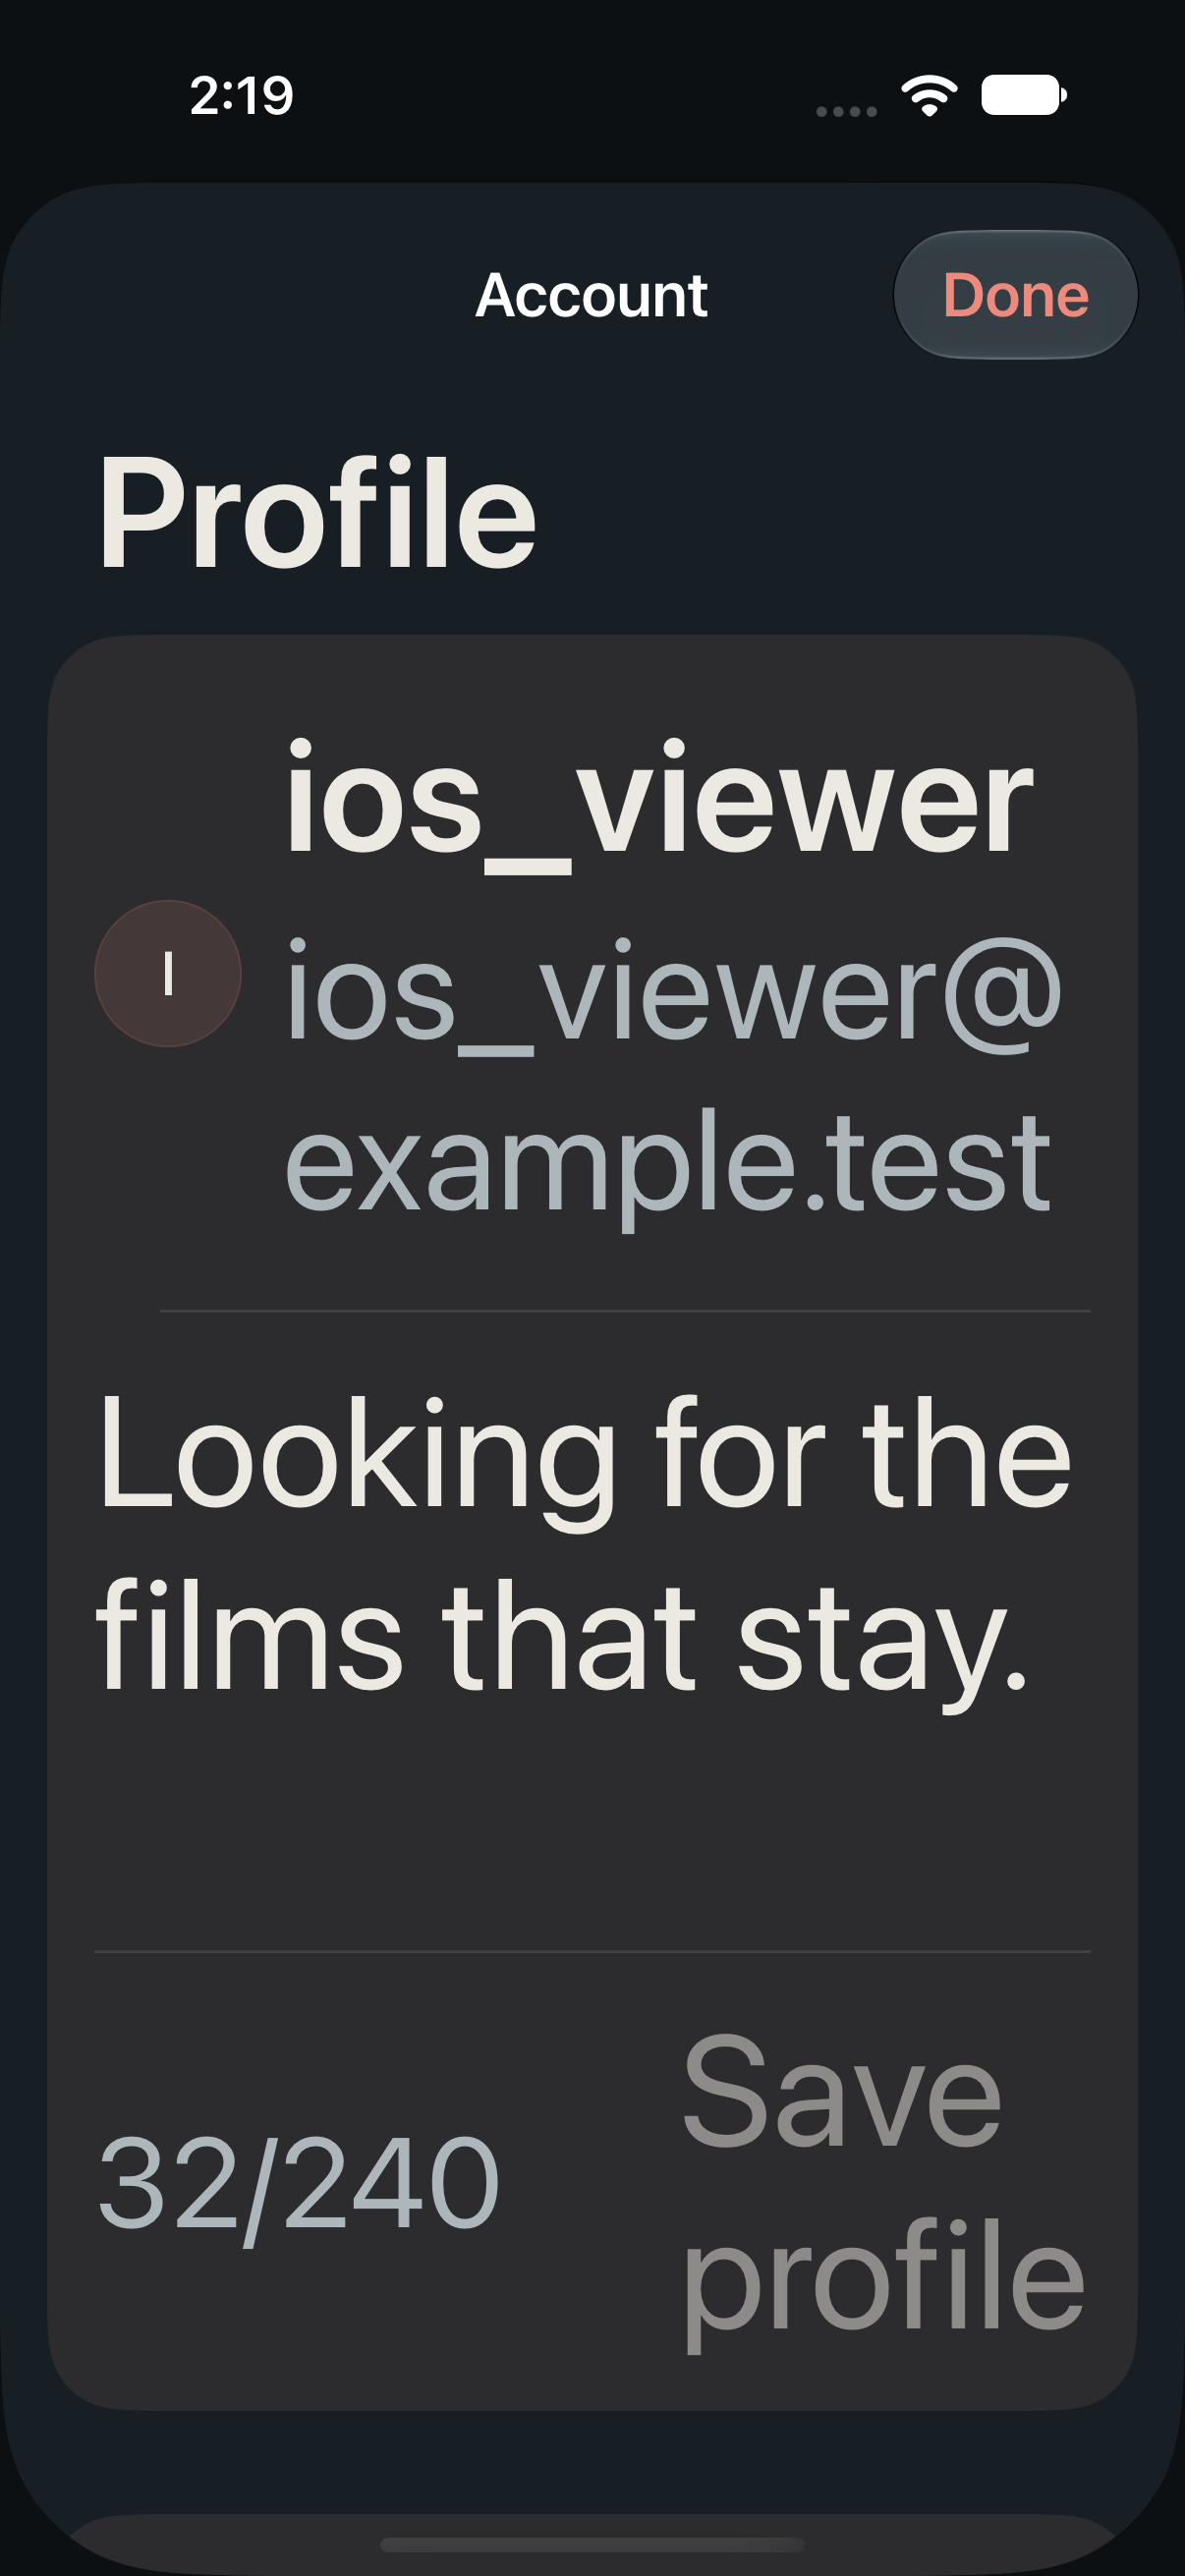 2:19
Account
Done
Profile
ios_viewer
I
ios_viewer@
example.test
Looking for the
films that stay.
32/240
Save
profile